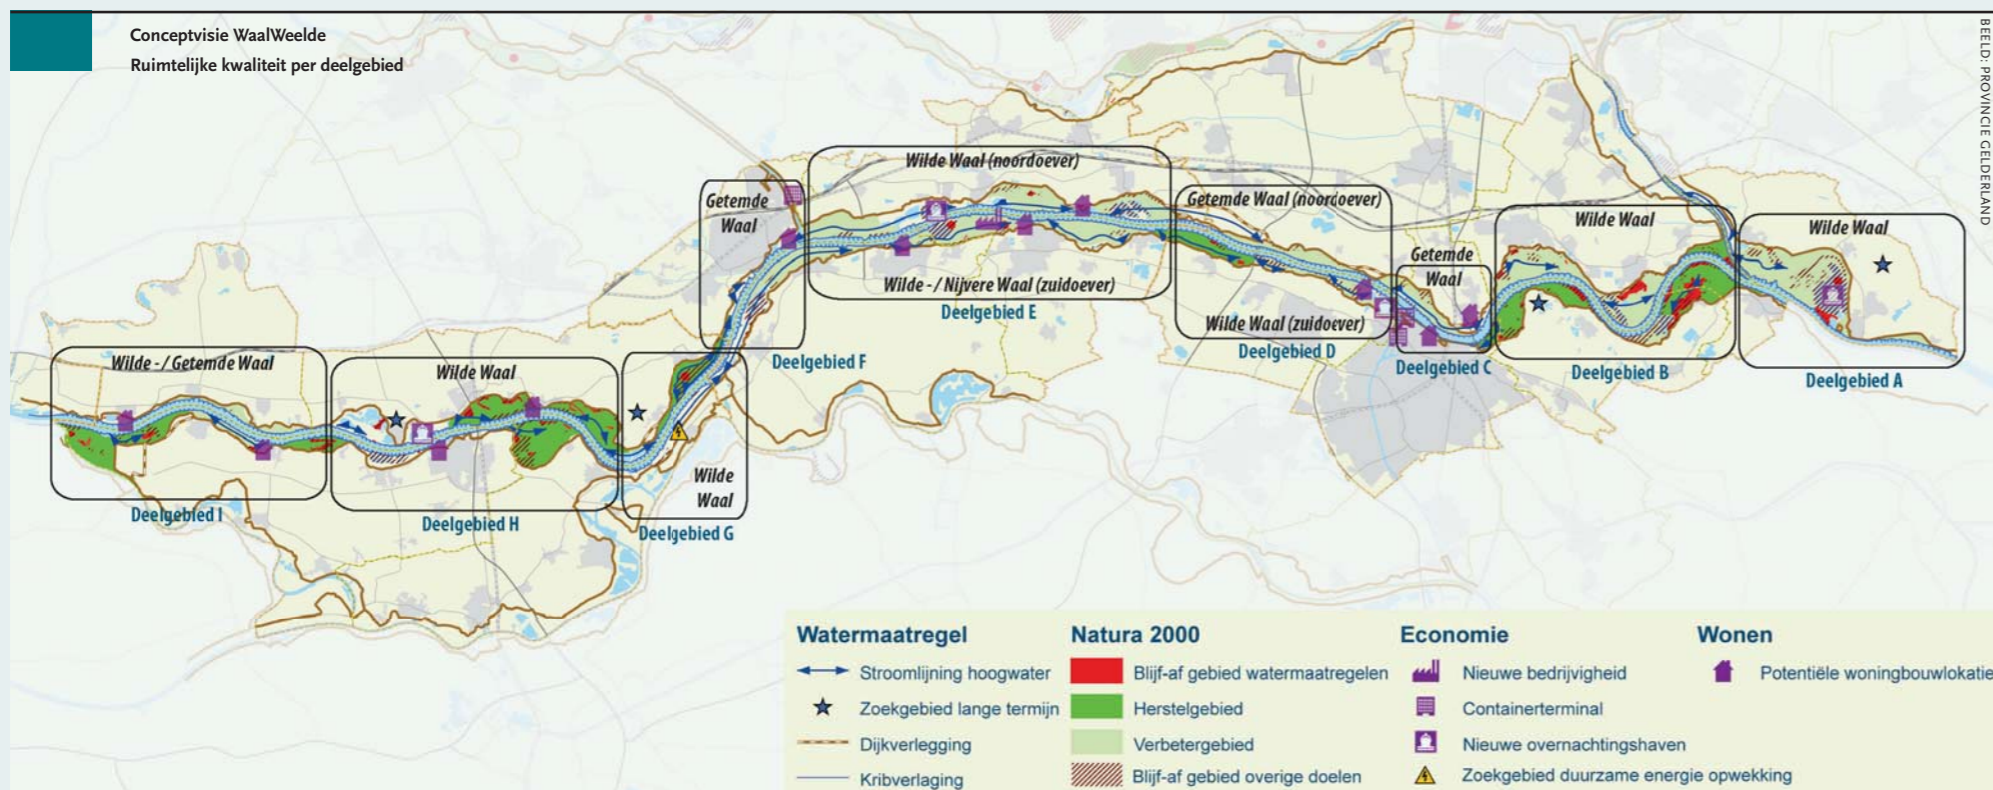 Conceptvisie WaalWeelde
Ruimtelijke kwaliteit per deelgebied
BEELD: PROVINCIE GELDERLAND
Wilde - / Getemde Waal
Deelgebied I
Wilde Waal
Deelgebied H
Wilde
Waal
Deelgebied G
Getemde
Waal
Deelgebied F
Wilde Waal (noordoever)
Wilde - / Nijvere Waal (zuidoever)
Deelgebied E
Getemde Waal (noordoever)
Wilde Waal (zuidoever)
Deelgebied D
Getemde
Waal
Deelgebied C
Wilde Waal
Deelgebied B
Wilde Waal
Deelgebied A
Watermaatregel
Stroomlijning hoogwater
Zoekgebied lange termijn
Dijkverlegging
Kribverlaging
Natura 2000
Blijf-af gebied watermaatregelen
Herstelgebied
Verbetergebied
Blijf-af gebied overige doelen
Economie
Nieuwe bedrijvigheid
Containerterminal
Nieuwe overnachtingshaven
Zoekgebied duurzame energie opwekking
Wonen
Potentiële woningbouwlokatie